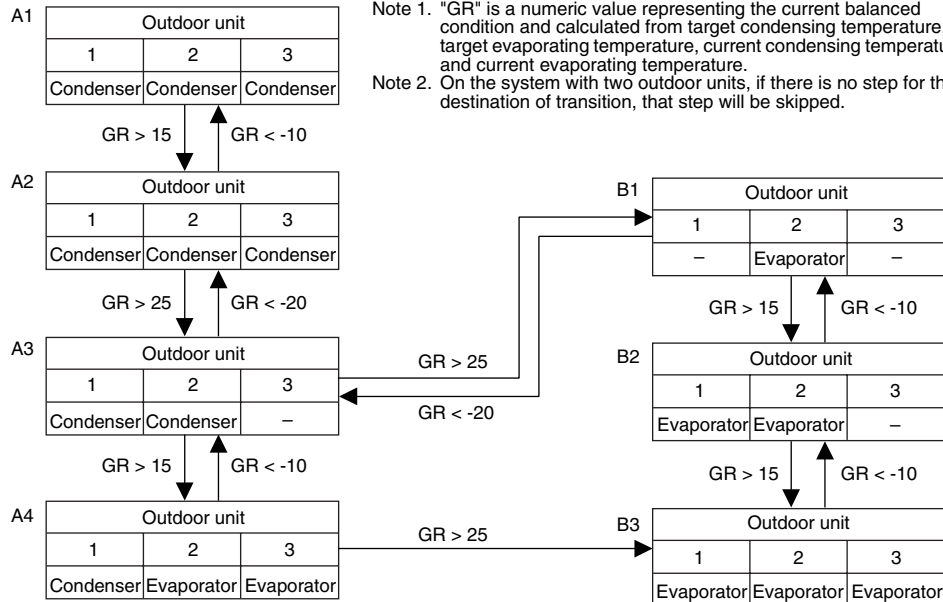 A1
Outdoor unit
1 2 3
Condenser Condenser Condenser
GR > 15 GR < -10
Note 1. "GR" is a numeric value representing the current balanced
condition and calculated from target condensing temperature,
target evaporating temperature, current condensing
and current evaporating temperature.
Note 2. On the system with two outdoor units, if there is no step for
destination of transition, that step will be skipped.
A2
Outdoor unit
1 2 3
Condenser Condenser Condenser
GR > 25 GR < -20
A3
Outdoor unit
1 2 3
Condenser Condenser –
GR > 15 GR < -10
A4
Outdoor unit
1 2 3
Condenser Evaporator Evaporator
GR > 25
GR < -20
GR > 25
B1
Outdoor unit
1 2 3
– Evaporator –
GR > 15 GR < -10
B2
Outdoor unit
1 2 3
Evaporator Evaporator –
GR > 15 GR < -10
B3
Outdoor unit
1 2 3
Evaporator Evaporator Evaporator